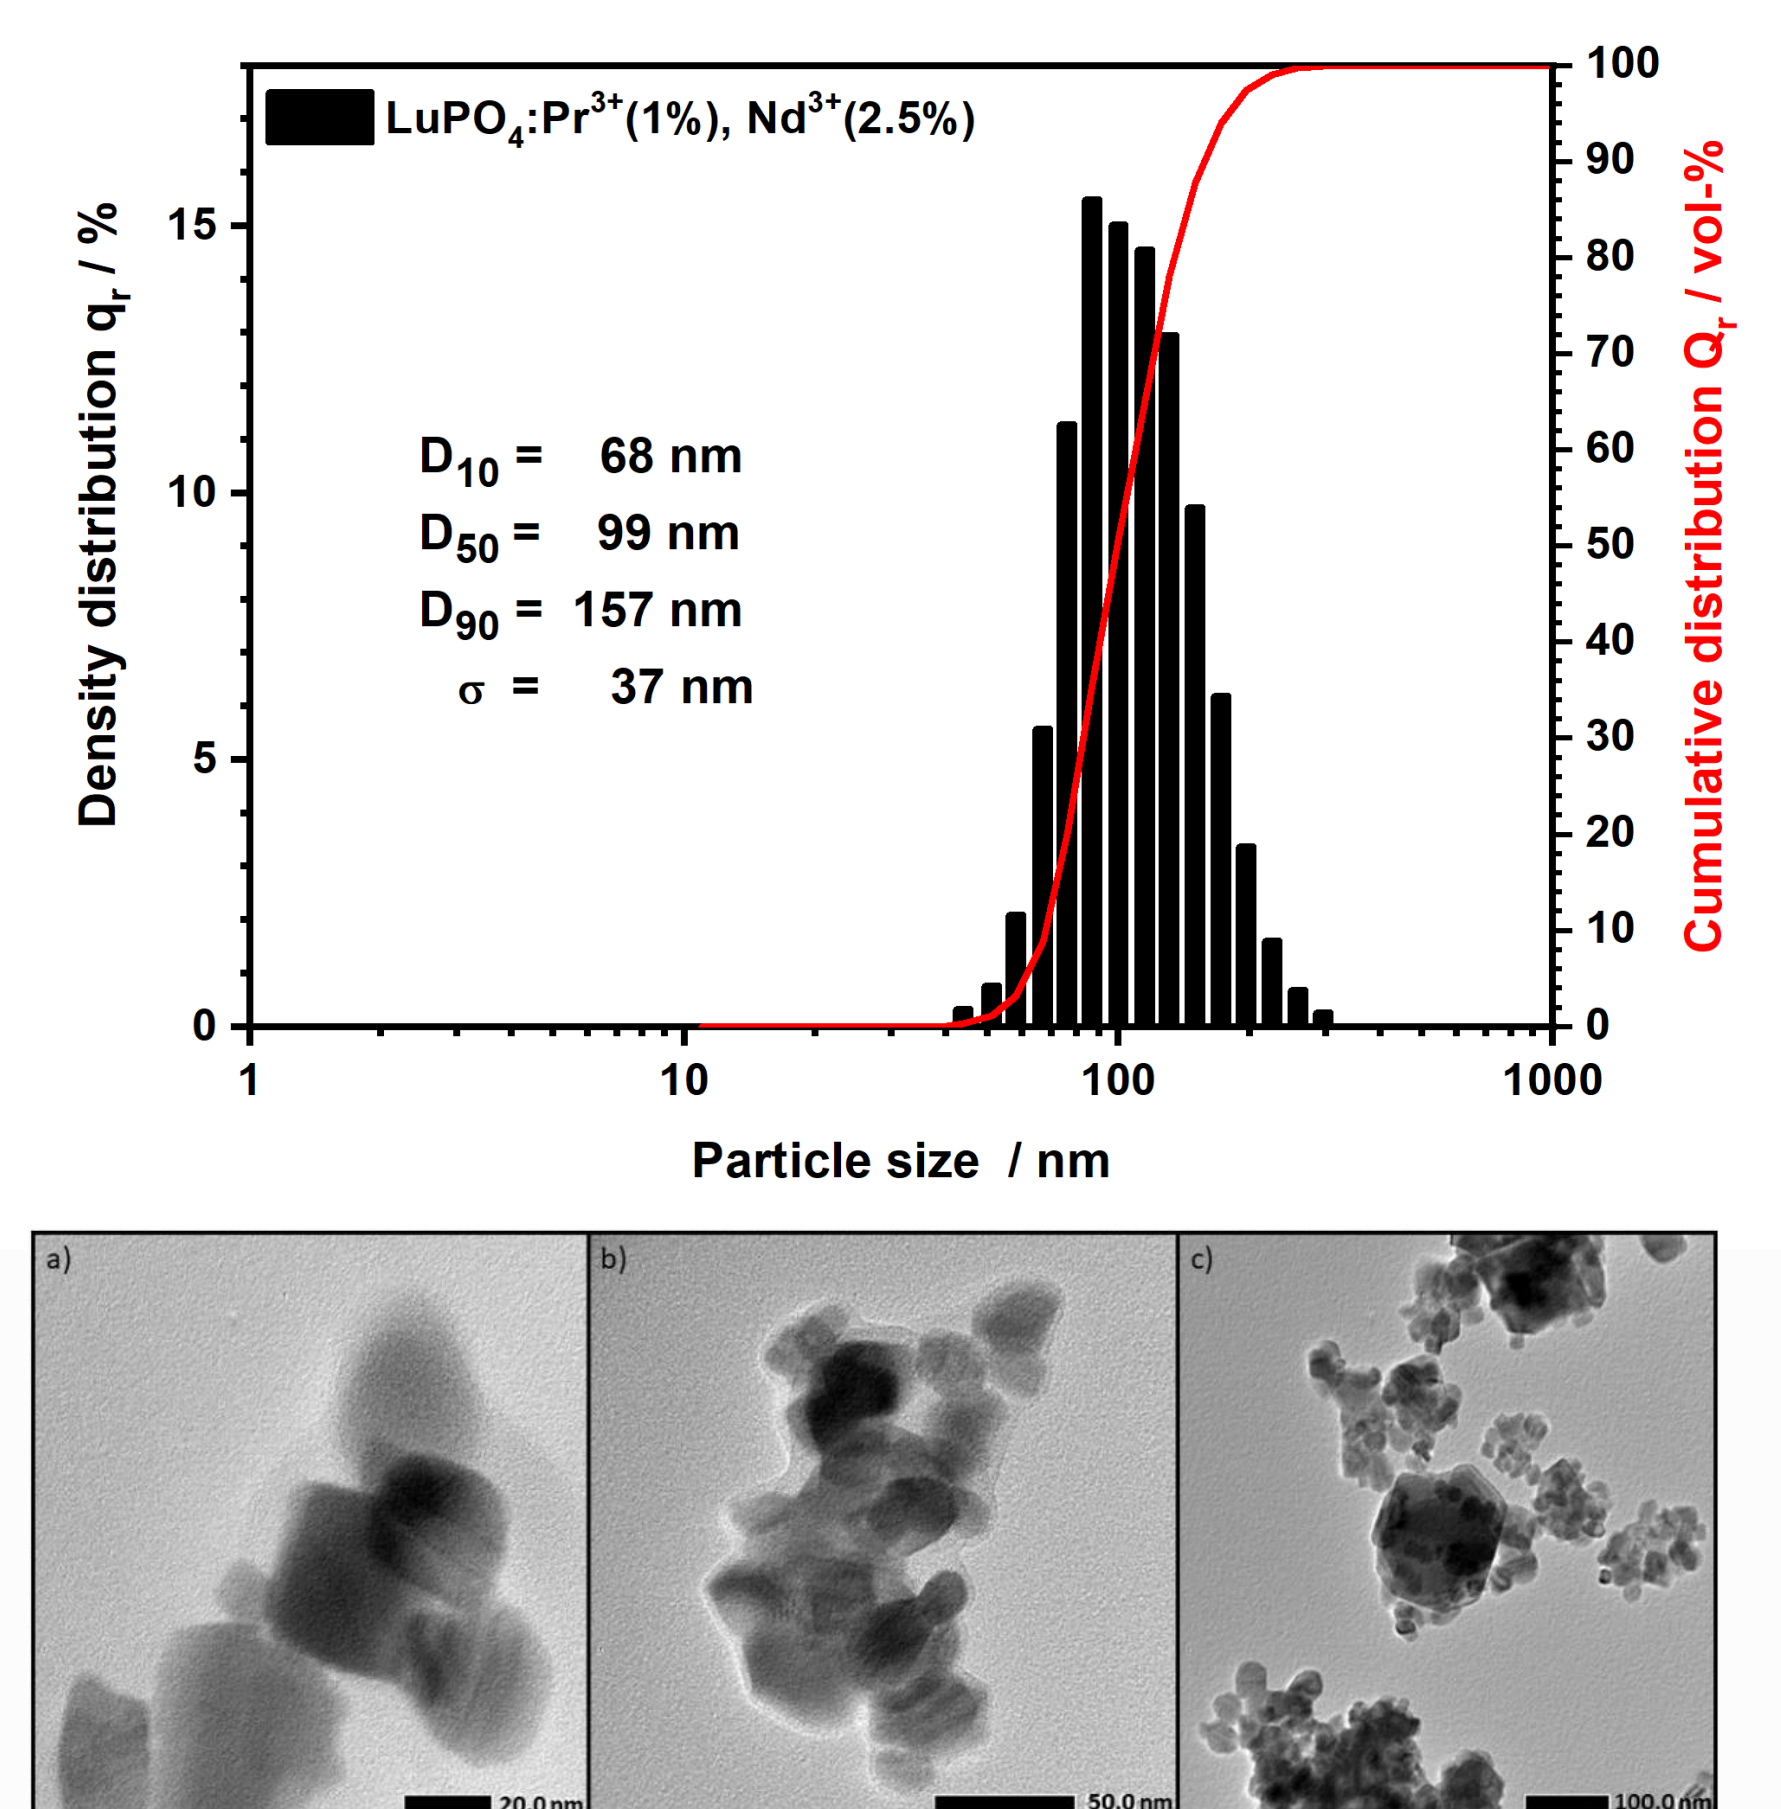 LuPO₄:Pr³⁺(1%), Nd³⁺(2.5%)
Density distribution qᵣ / %
15
10
5
0
D₁₀ = 68 nm
D₅₀ = 99 nm
D₉₀ = 157 nm
σ = 37 nm
100
90
80
70
60
50
40
30
20
10
0
Cumulative distribution Qᵣ / vol-%
1 10 100 1000
Particle size / nm
a) b) c)
20.0 nm 50.0 nm 100.0 nm